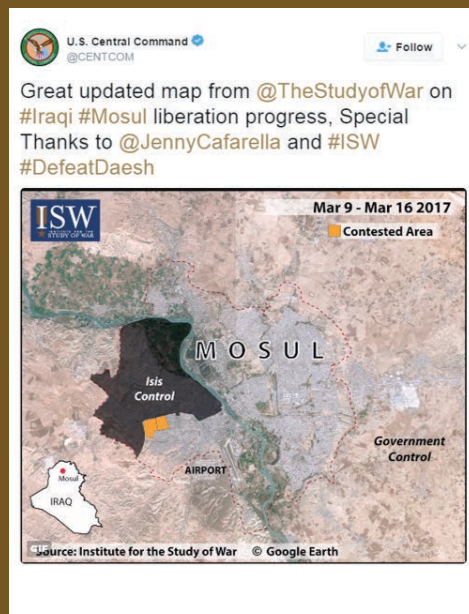 U.S. Central Command
@CENTCOM
Follow
Great updated map from @TheStudyofWar on
#Iraqi #Mosul liberation progress, Special
Thanks to @JennyCafarella and #ISW
#DefeatDaesh
ISW
INSTITUTE FOR THE
STUDY OF WAR
Mar 9 - Mar 16 2017
Contested Area
MOSUL
Isis
Control
Government
Control
AIRPORT
Mosul
IRAQ
GIF
Source: Institute for the Study of War © Google Earth